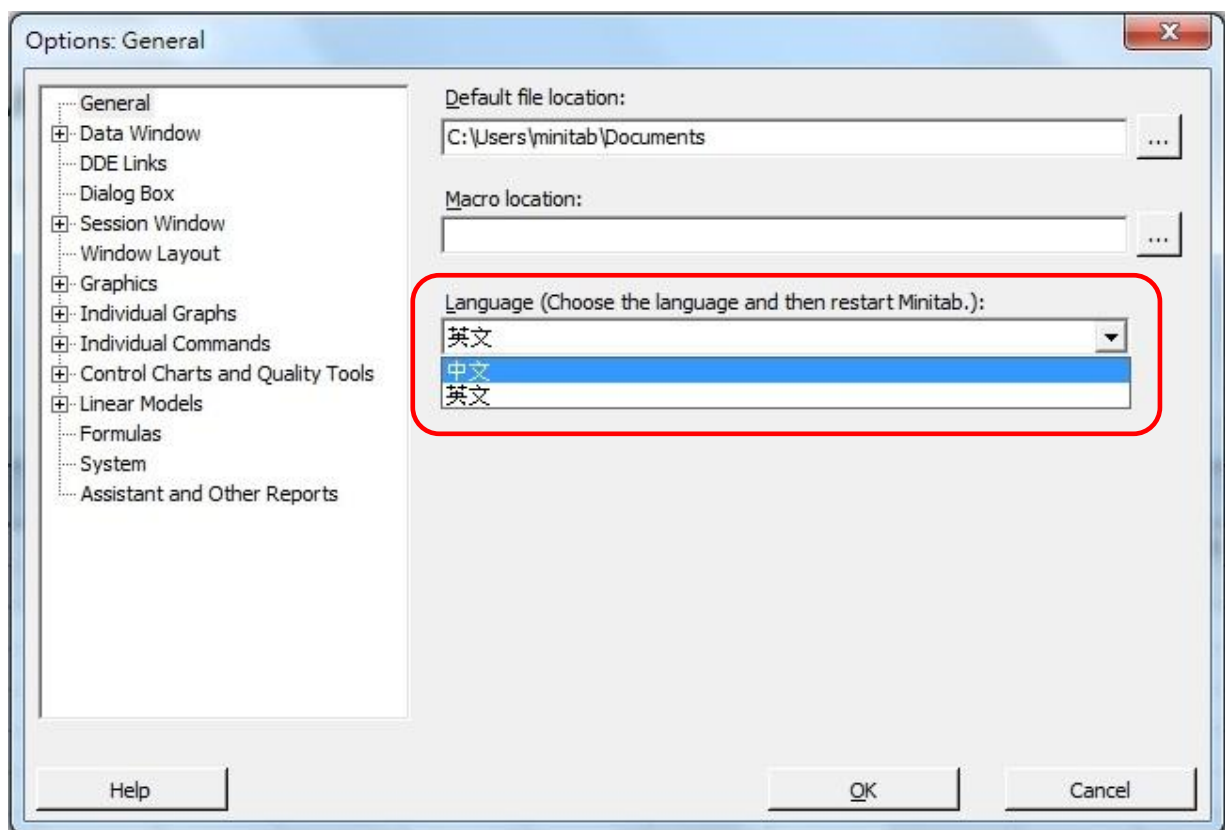 Options: General
General
Data Window
DDE Links
Dialog Box
Session Window
Window Layout
Graphics
Individual Graphs
Individual Commands
Control Charts and Quality Tools
Linear Models
Formulas
System
Assistant and Other Reports
Default file location:
C:\Users\minitab\Documents
...
Macro location:
...
Language (Choose the language and then restart Minitab.):
英文
中文
英文
Help
OK
Cancel